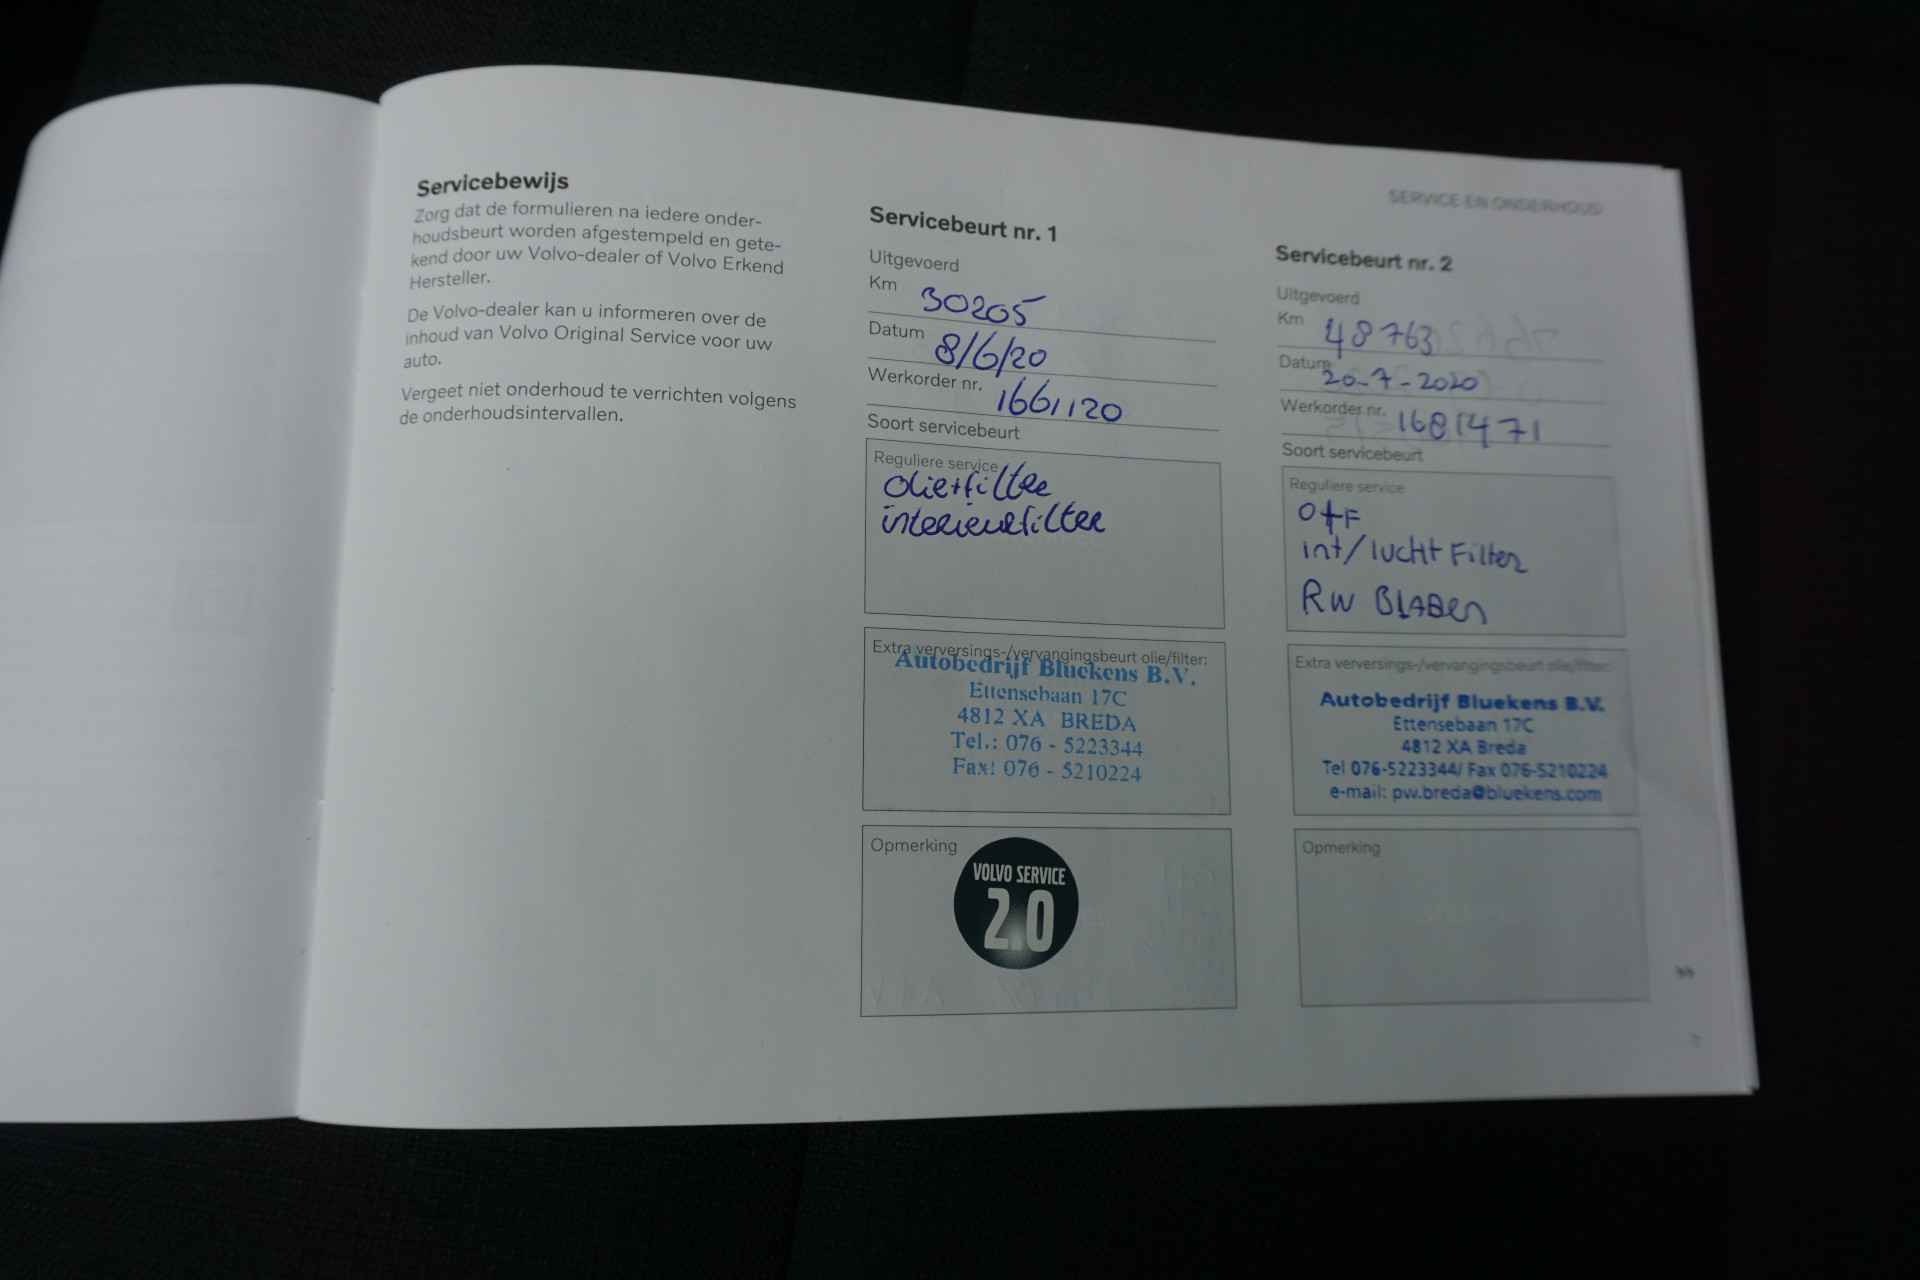 Servicebewijs
Zorg dat de formulieren na iedere onder-
houdsbeurt worden afgestempeld en gete-
kend door uw Volvo-dealer of Volvo Erkend
Hersteller.
De Volvo-dealer kan u informeren over de
inhoud van Volvo Original Service voor uw
auto.
Vergeet niet onderhoud te verrichten volgens
de onderhoudsintervallen.
Servicebeurt nr. 1
Uitgevoerd
Km 30205
Datum 8/6/20
Werkorder nr. 1661120
Soort servicebeurt
Reguliere service
olie+filter
interieurfilter
Extra verversings-/vervangingsbeurt olie/filter:
Autobedrijf Bluekens B.V.
Ettensebaan 17C
4812 XA BREDA
Tel.: 076 - 5223344
Fax: 076 - 5210224
Opmerking
VOLVO SERVICE
2.0
SERVICE EN ONDERHOUD
Servicebeurt nr. 2
Uitgevoerd
Km 48763
Datum 20-7-2020
Werkorder nr. 1681471
Soort servicebeurt
Reguliere service
O+F
int/lucht Filter
RW BLADEN
Extra verversings-/vervangingsbeurt olie/filter:
Autobedrijf Bluekens B.V.
Ettensebaan 17C
4812 XA Breda
Tel 076-5223344/ Fax 076-5210224
e-mail: pw.breda@bluekens.com
Opmerking